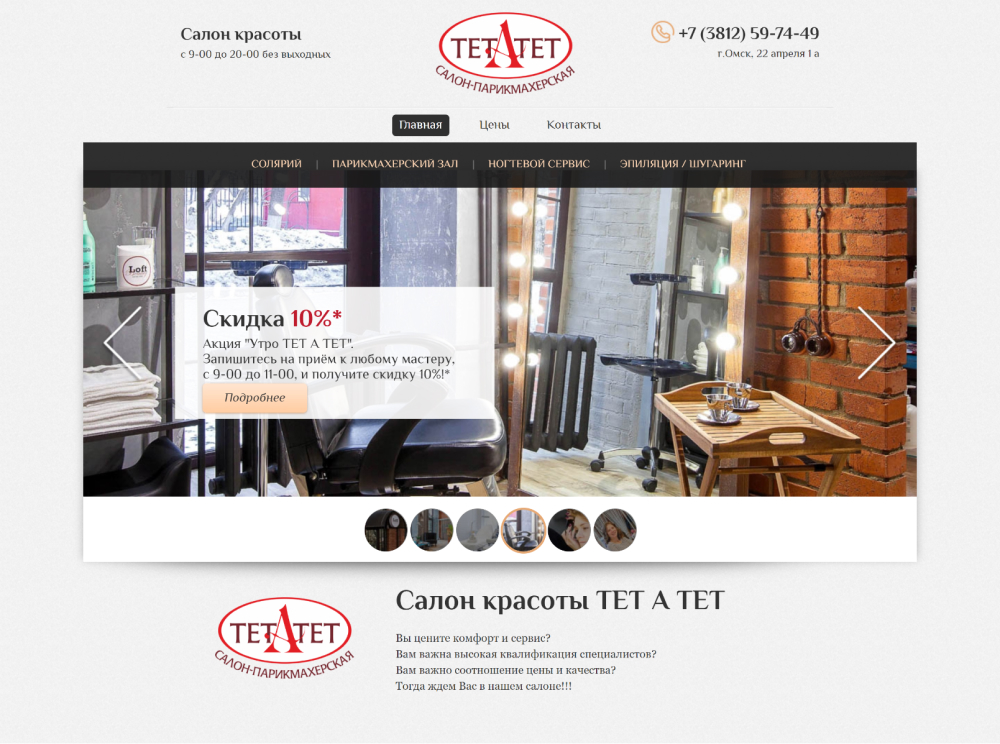 Салон красоты
с 9-00 до 20-00 без выходных
ТЕТ А ТЕТ
САЛОН-ПАРИКМАХЕРСКАЯ
+7 (3812) 59-74-49
г.Омск, 22 апреля 1 а
Главная Цены Контакты
СОЛЯРИЙ | ПАРИКМАХЕРСКИЙ ЗАЛ | НОГТЕВОЙ СЕРВИС | ЭПИЛЯЦИЯ / ШУГАРИНГ
Loft
Скидка 10%*
Акция "Утро ТЕТ А ТЕТ".
Запишитесь на приём к любому мастеру,
с 9-00 до 11-00, и получите скидку 10%!*
Подробнее
Салон красоты ТЕТ А ТЕТ
ТЕТ А ТЕТ
САЛОН-ПАРИКМАХЕРСКАЯ
Вы цените комфорт и сервис?
Вам важна высокая квалификация специалистов?
Вам важно соотношение цены и качества?
Тогда ждем Вас в нашем салоне!!!